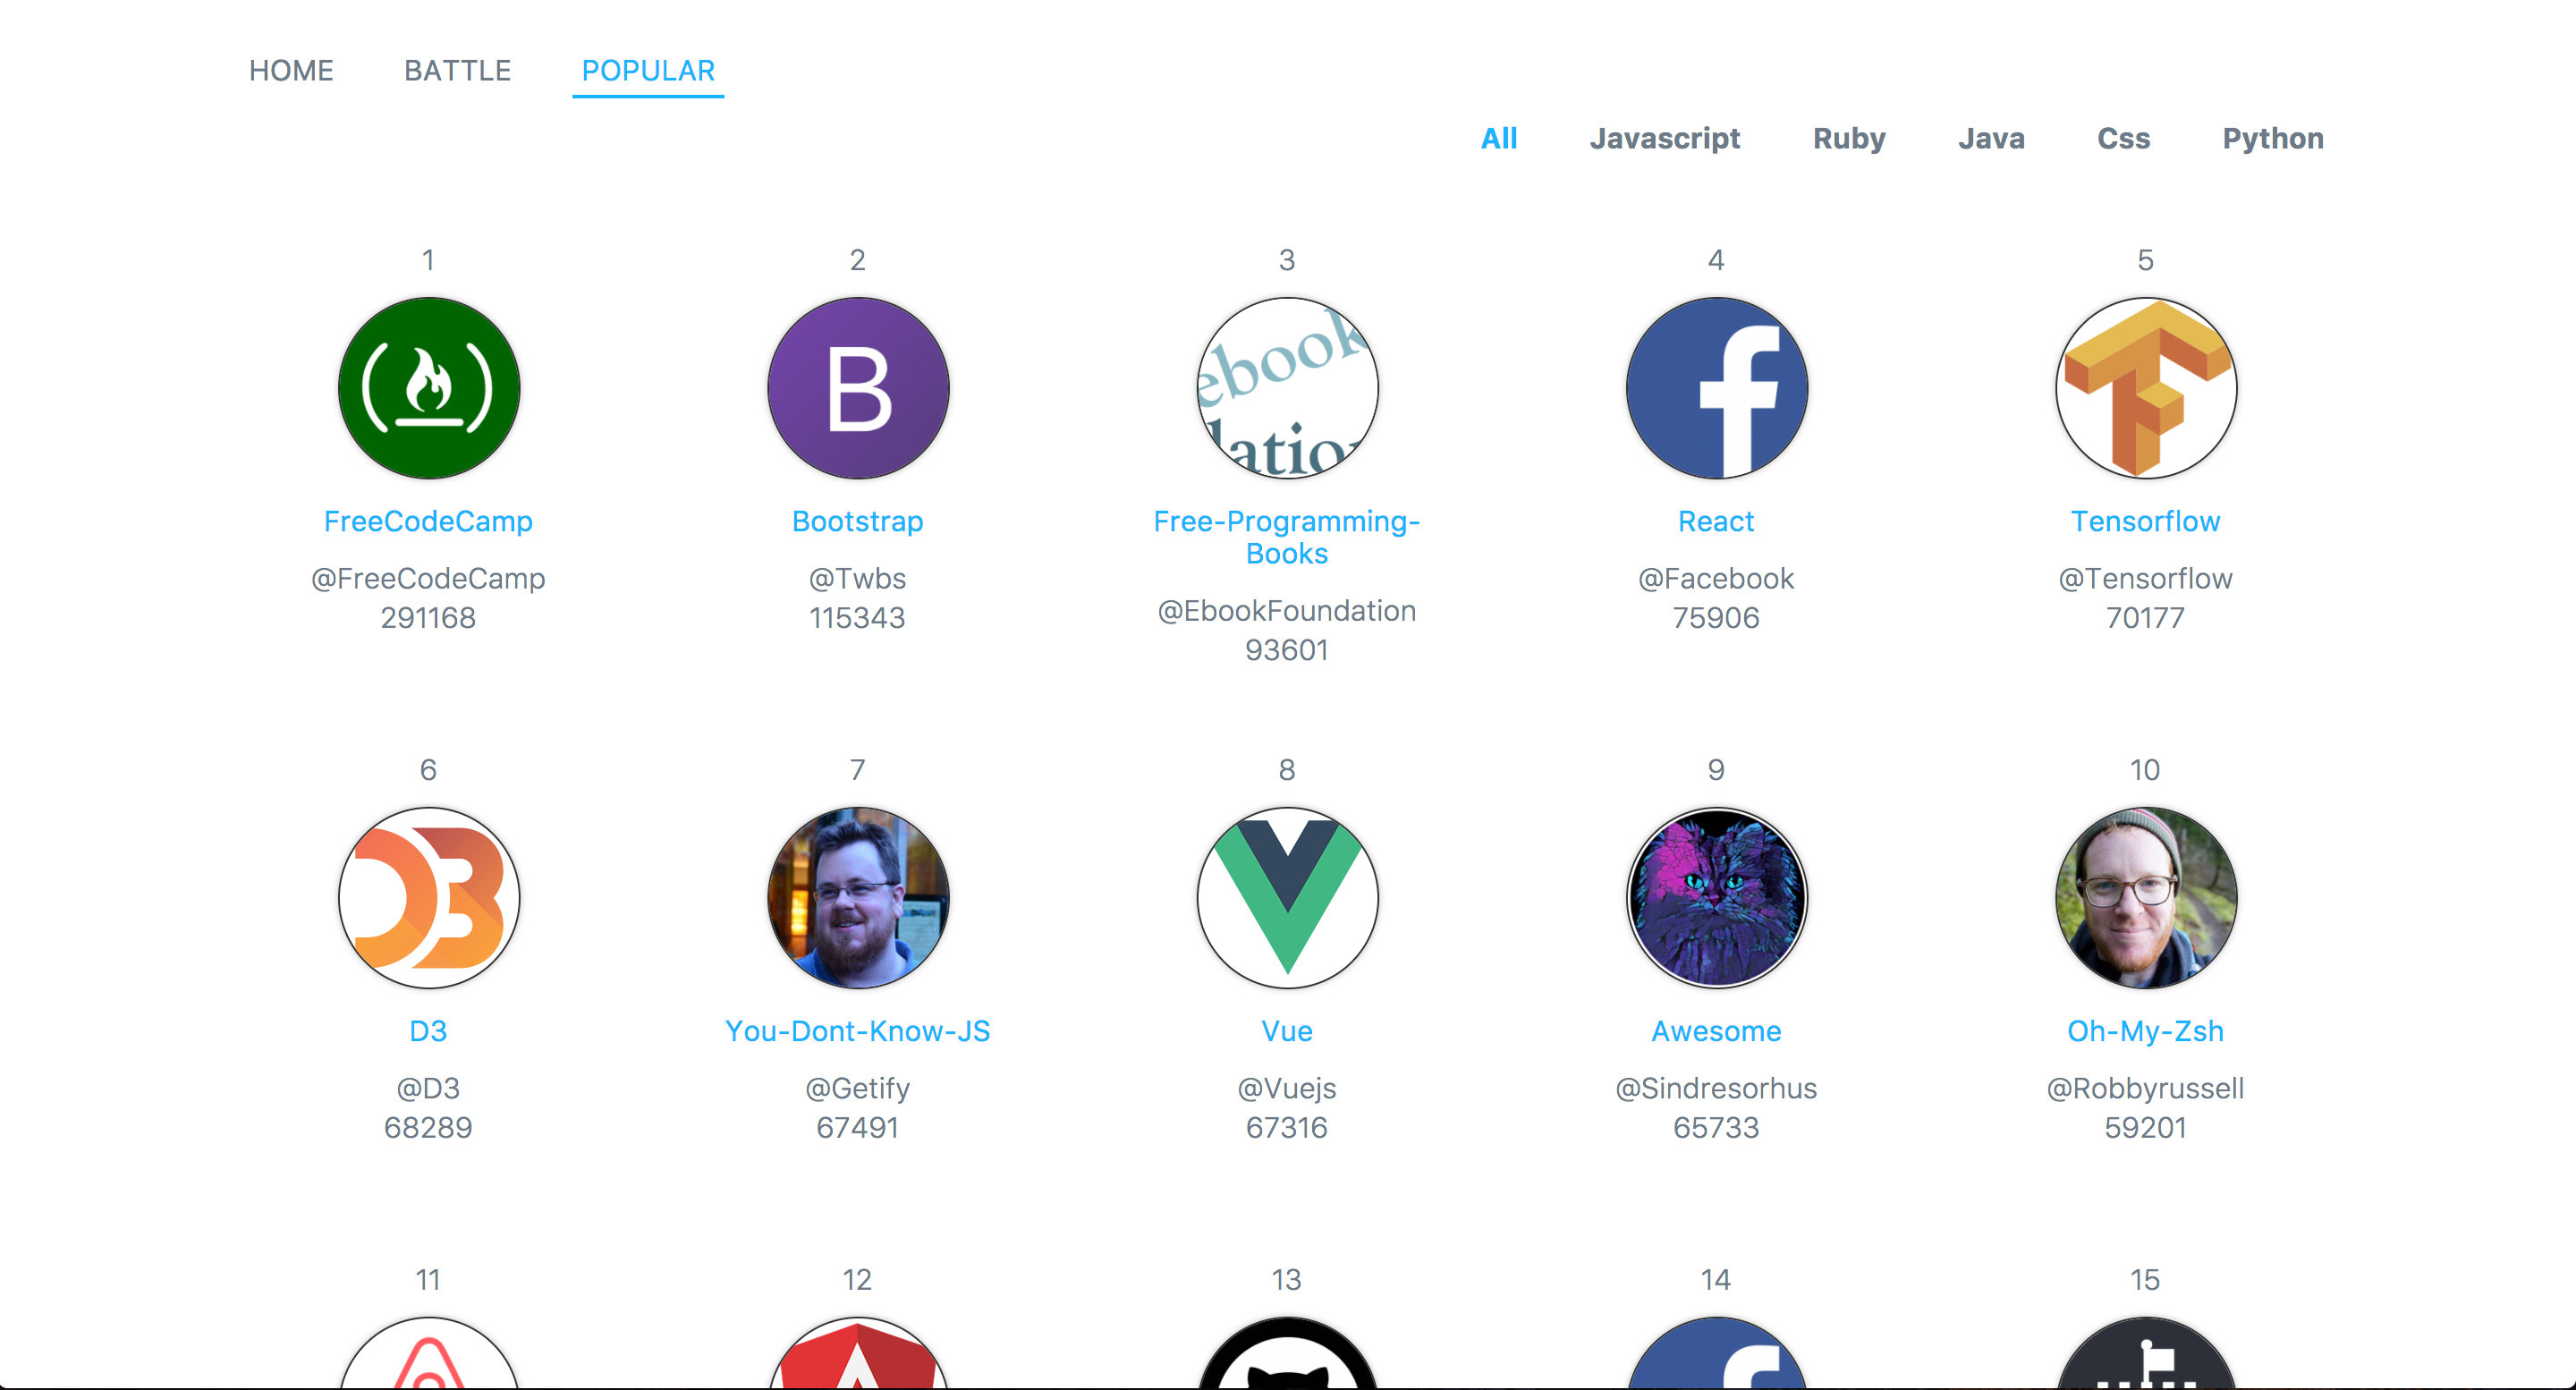 HOME BATTLE POPULAR
All Javascript Ruby Java Css Python
1
B
FreeCodeCamp
@FreeCodeCamp
291168
2
Bootstrap
@Twbs
115343
3
ebook
dation
Free-Programming-
Books
@EbookFoundation
93601
4
f
React
@Facebook
75906
5
Tensorflow
@Tensorflow
70177
6
D3
D3
@D3
68289
7
You-Dont-Know-JS
@Getify
67491
8
Vue
@Vuejs
67316
9
Awesome
@Sindresorhus
65733
10
Oh-My-Zsh
@Robbyrussell
59201
11
12
13
14
15